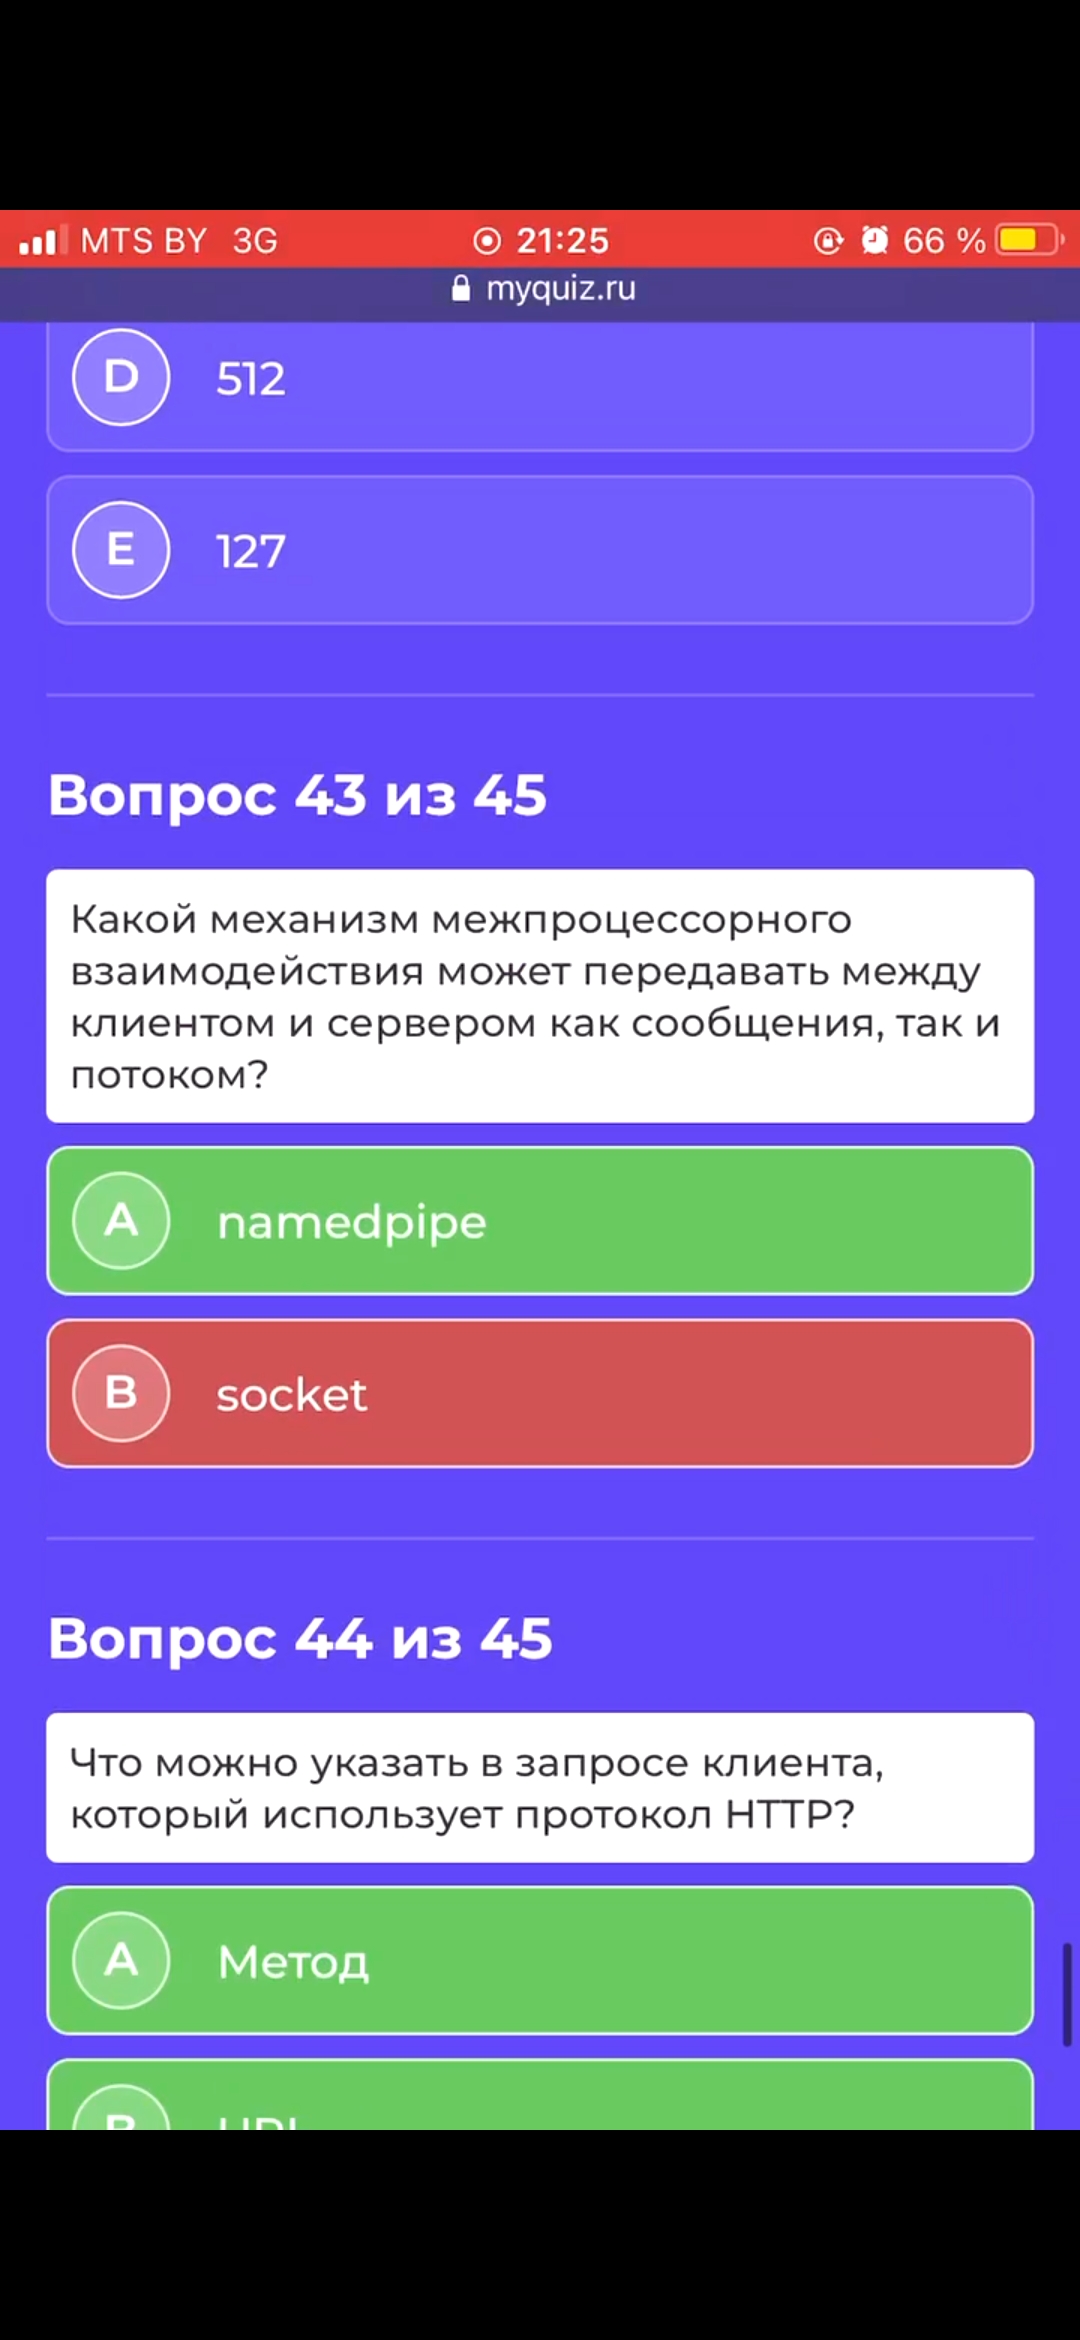 MTS BY 3G 21:25 66 %
myquiz.ru
D 512
E 127
Вопрос 43 из 45
Какой механизм межпроцессорного
взаимодействия может передавать между
клиентом и сервером как сообщения, так и
потоком?
A namedpipe
B socket
Вопрос 44 из 45
Что можно указать в запросе клиента,
который использует протокол HTTP?
A Метод
B